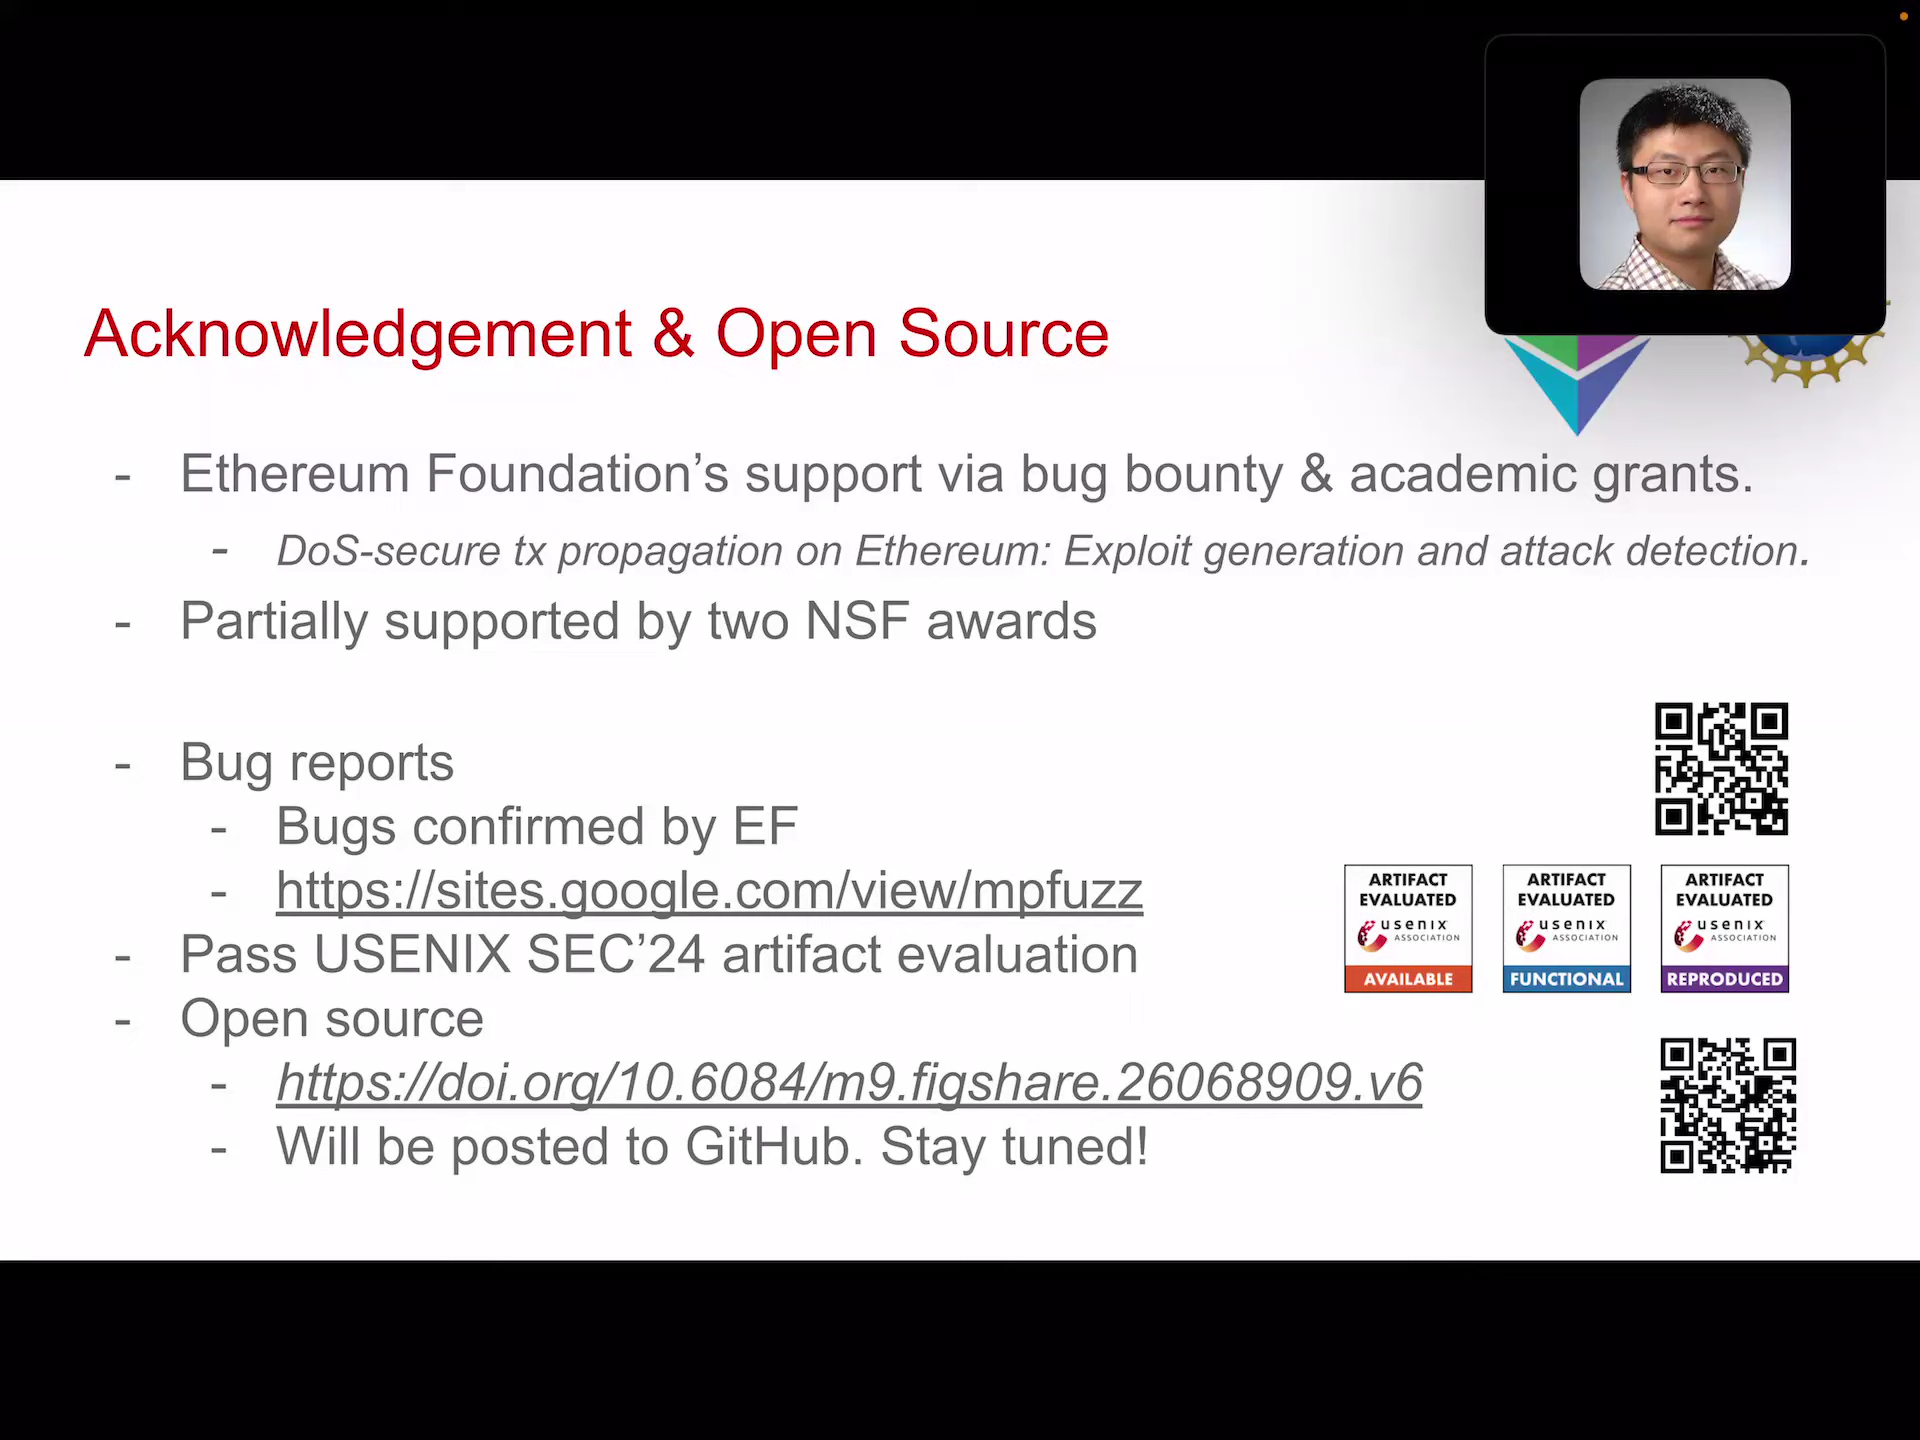 Acknowledgement & Open Source
- Ethereum Foundation’s support via bug bounty & academic grants.
- DoS-secure tx propagation on Ethereum: Exploit generation and attack detection.
- Partially supported by two NSF awards
- Bug reports
- Bugs confirmed by EF
- https://sites.google.com/view/mpfuzz
- Pass USENIX SEC’24 artifact evaluation
ARTIFACT
EVALUATED
usenix
ASSOCIATION
AVAILABLE
ARTIFACT
EVALUATED
usenix
ASSOCIATION
FUNCTIONAL
ARTIFACT
EVALUATED
usenix
ASSOCIATION
REPRODUCED
- Open source
- https://doi.org/10.6084/m9.figshare.26068909.v6
- Will be posted to GitHub. Stay tuned!